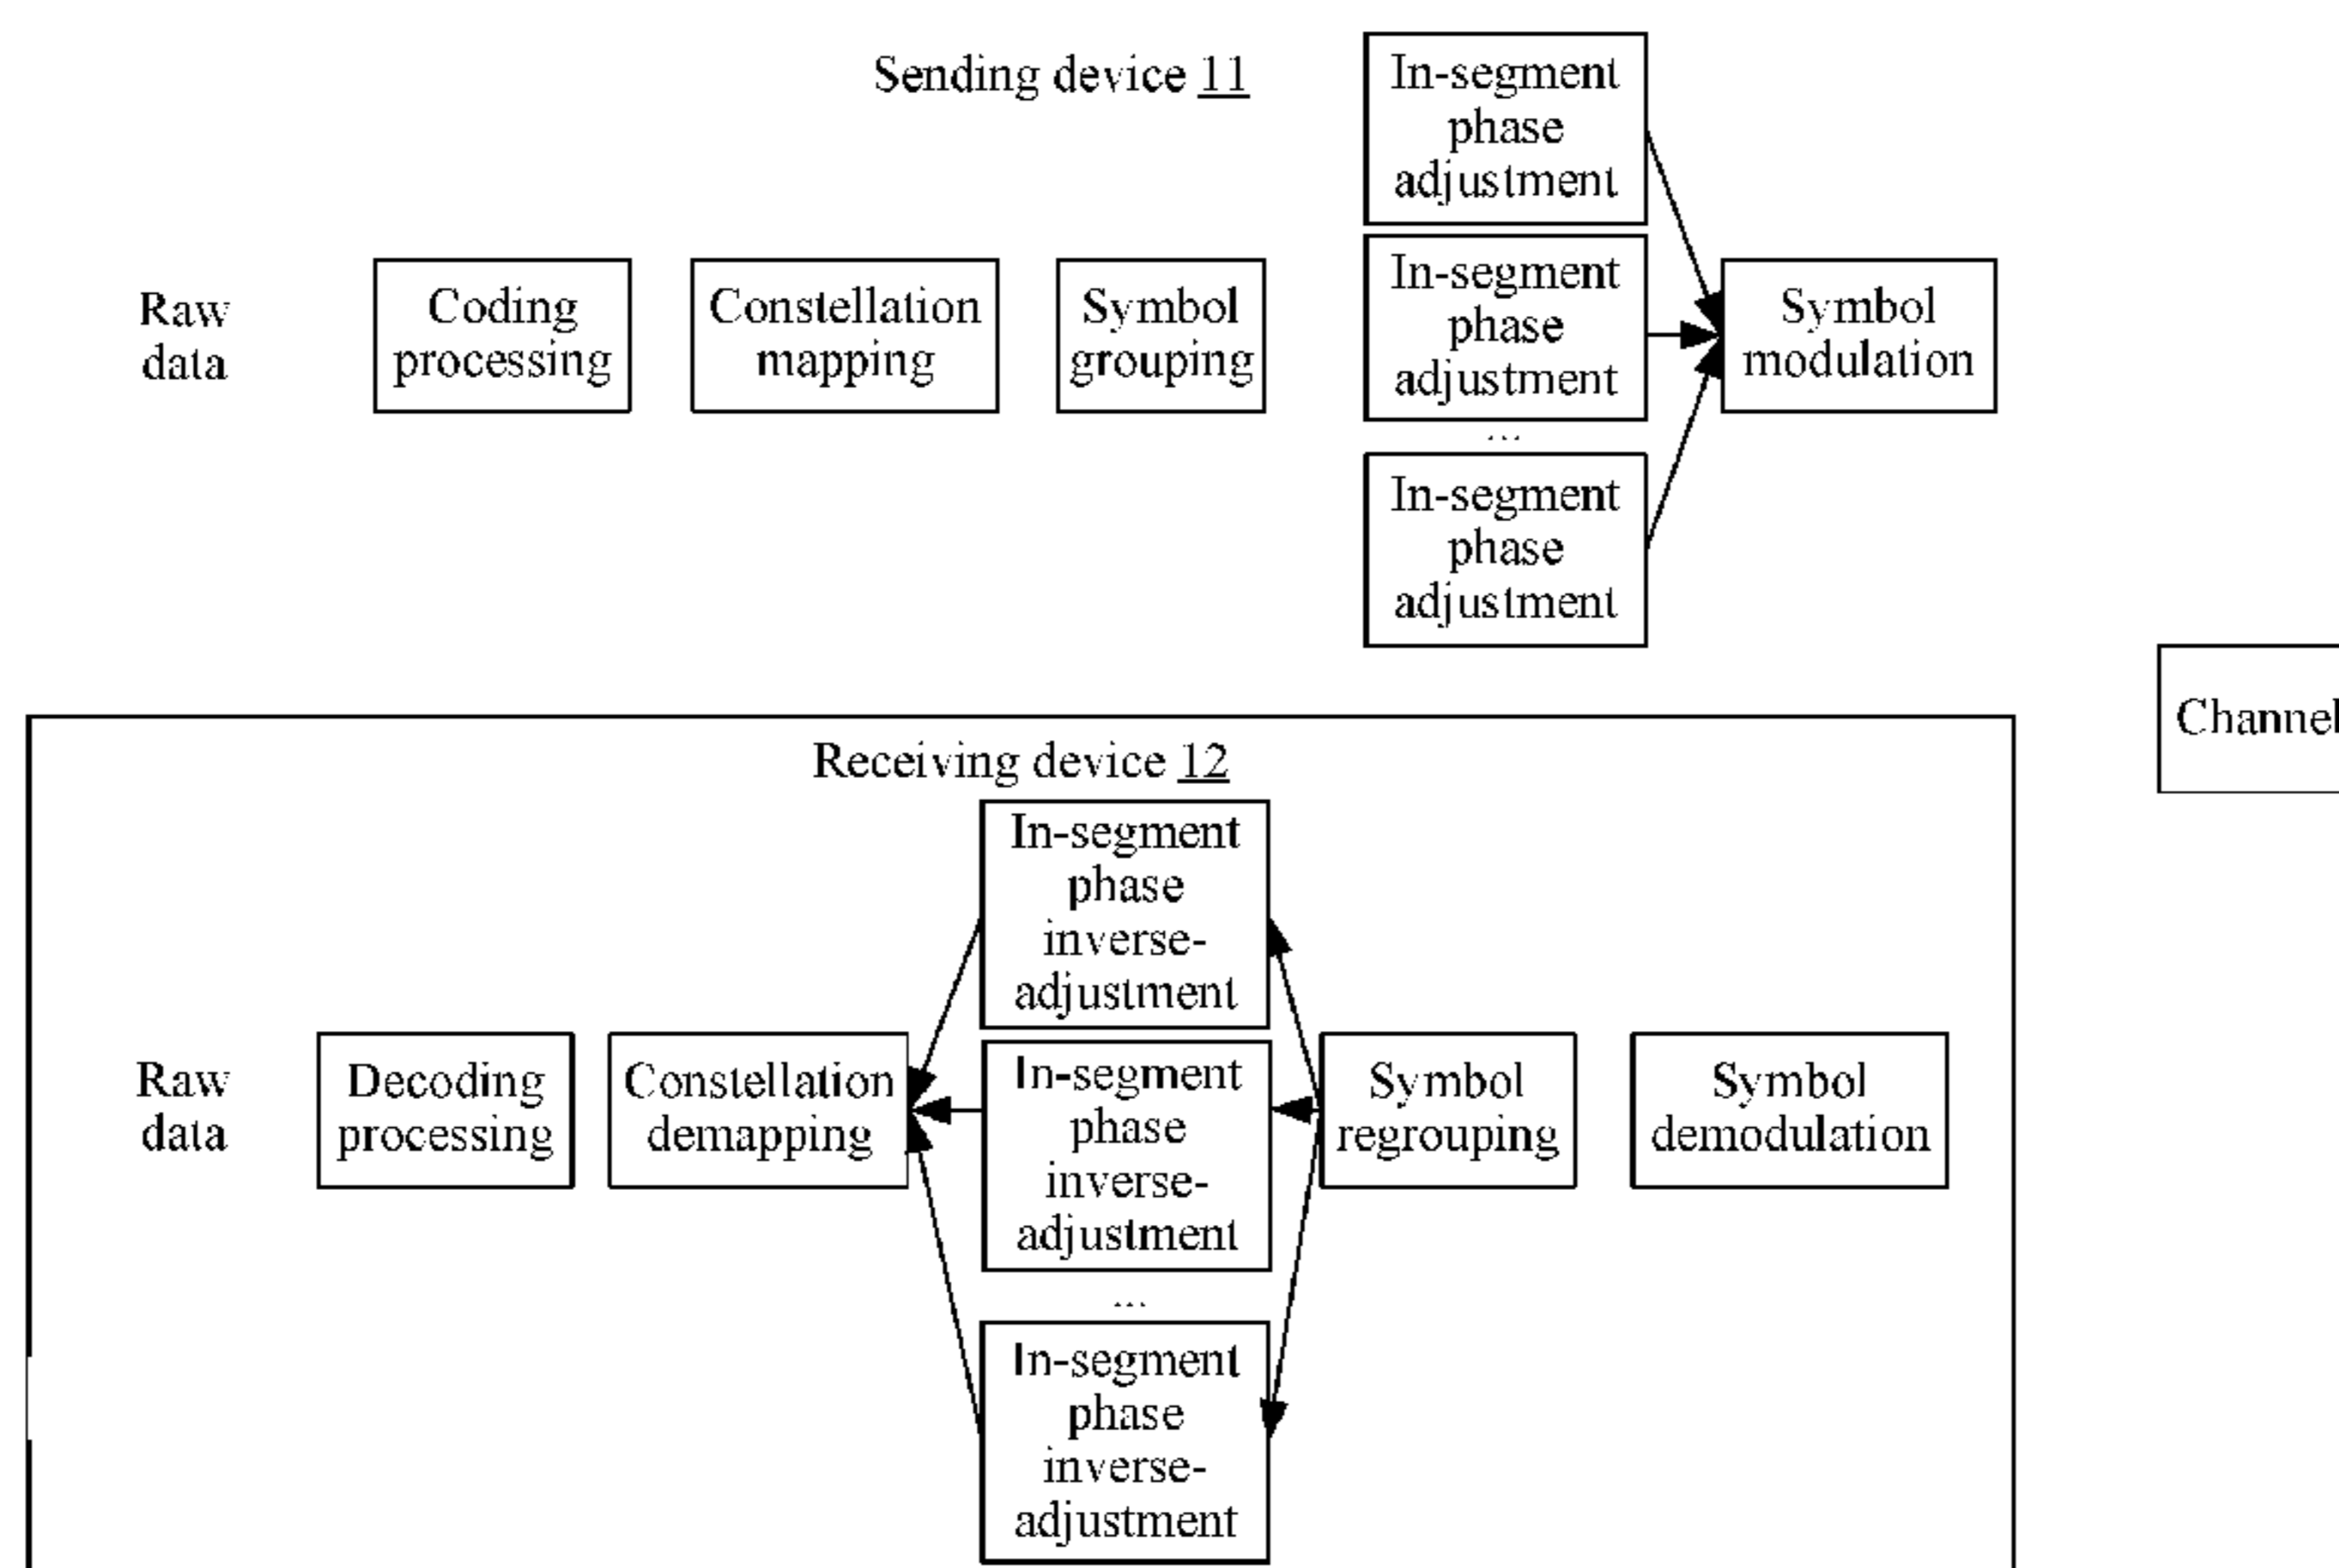 Sending device 11
In-segment
phase
adjustment
Raw
data
Coding
processing
Constellation
mapping
Symbol
grouping
In-segment
phase
adjustment
Symbol
modulation
...
In-segment
phase
adjustment
Channel
Receiving device 12
In-segment
phase
inverse-
adjustment
Raw
data
Decoding
processing
Constellation
demapping
In-segment
phase
inverse-
adjustment
Symbol
regrouping
Symbol
demodulation
...
In-segment
phase
inverse-
adjustment